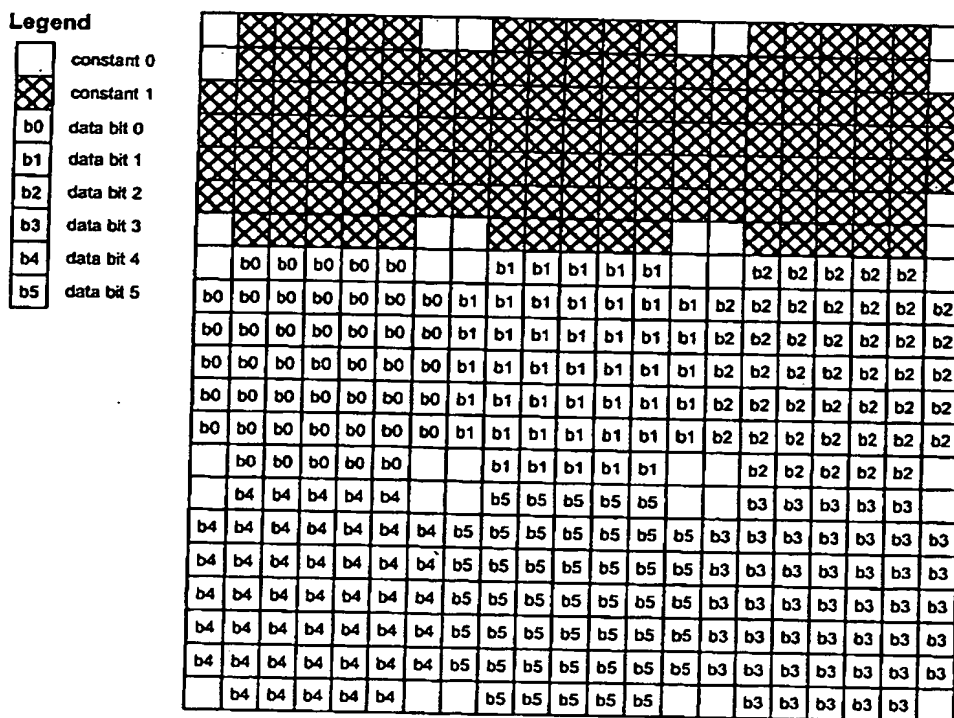 Legend
constant 0
constant 1
b0 data bit 0
b1 data bit 1
b2 data bit 2
b3 data bit 3
b4 data bit 4
b5 data bit 5
b0 b0 b0 b0 b0 b1 b1 b1 b1 b1 b2 b2 b2 b2 b2
b0 b0 b0 b0 b0 b0 b0 b1 b1 b1 b1 b1 b1 b1 b2 b2 b2 b2 b2 b2 b2
b0 b0 b0 b0 b0 b0 b0 b1 b1 b1 b1 b1 b1 b1 b2 b2 b2 b2 b2 b2 b2
b0 b0 b0 b0 b0 b0 b0 b1 b1 b1 b1 b1 b1 b1 b2 b2 b2 b2 b2 b2 b2
b0 b0 b0 b0 b0 b0 b0 b1 b1 b1 b1 b1 b1 b1 b2 b2 b2 b2 b2 b2 b2
b0 b0 b0 b0 b0 b0 b0 b1 b1 b1 b1 b1 b1 b1 b2 b2 b2 b2 b2 b2 b2
b0 b0 b0 b0 b0 b1 b1 b1 b1 b1 b2 b2 b2 b2 b2
b4 b4 b4 b4 b4 b5 b5 b5 b5 b5 b3 b3 b3 b3 b3
b4 b4 b4 b4 b4 b4 b4 b5 b5 b5 b5 b5 b5 b5 b3 b3 b3 b3 b3 b3 b3
b4 b4 b4 b4 b4 b4 b4 b5 b5 b5 b5 b5 b5 b5 b3 b3 b3 b3 b3 b3 b3
b4 b4 b4 b4 b4 b4 b4 b5 b5 b5 b5 b5 b5 b5 b3 b3 b3 b3 b3 b3 b3
b4 b4 b4 b4 b4 b4 b4 b5 b5 b5 b5 b5 b5 b5 b3 b3 b3 b3 b3 b3 b3
b4 b4 b4 b4 b4 b4 b4 b5 b5 b5 b5 b5 b5 b5 b3 b3 b3 b3 b3 b3 b3
b4 b4 b4 b4 b4 b5 b5 b5 b5 b5 b3 b3 b3 b3 b3